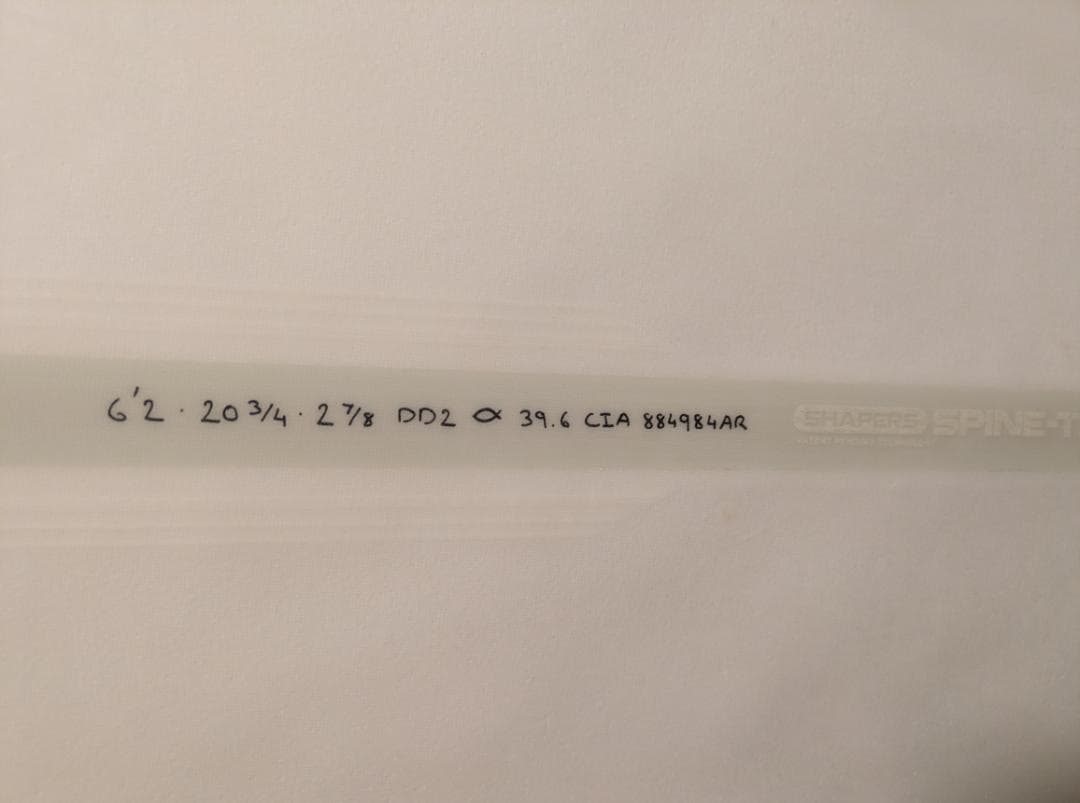 6'2 · 20 3/4 · 2 7/8 DD2 ∝ 39.6 CIA 884984AR
SHAPERS SPINE-T